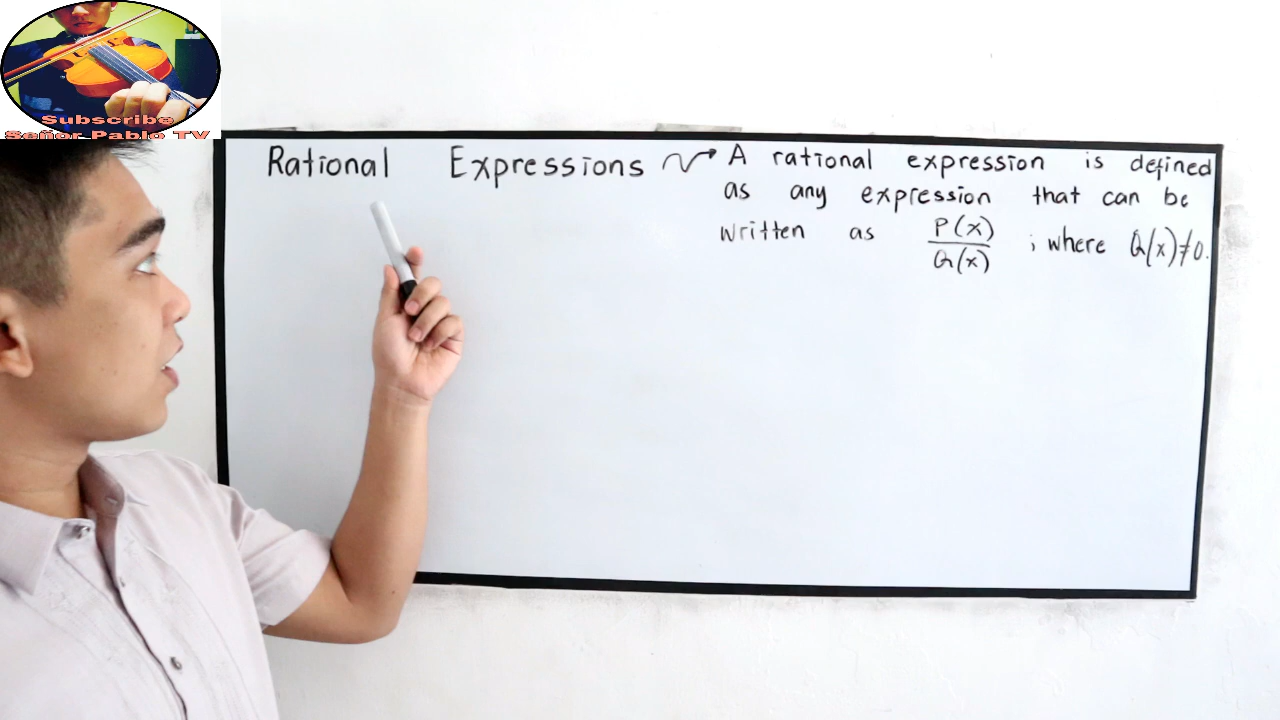 Subscribe
Señor Pablo TV
Rational Expressions
A rational expression is defined
as any expression that can be
written as P(x)/Q(x) ; where Q(x)≠0.